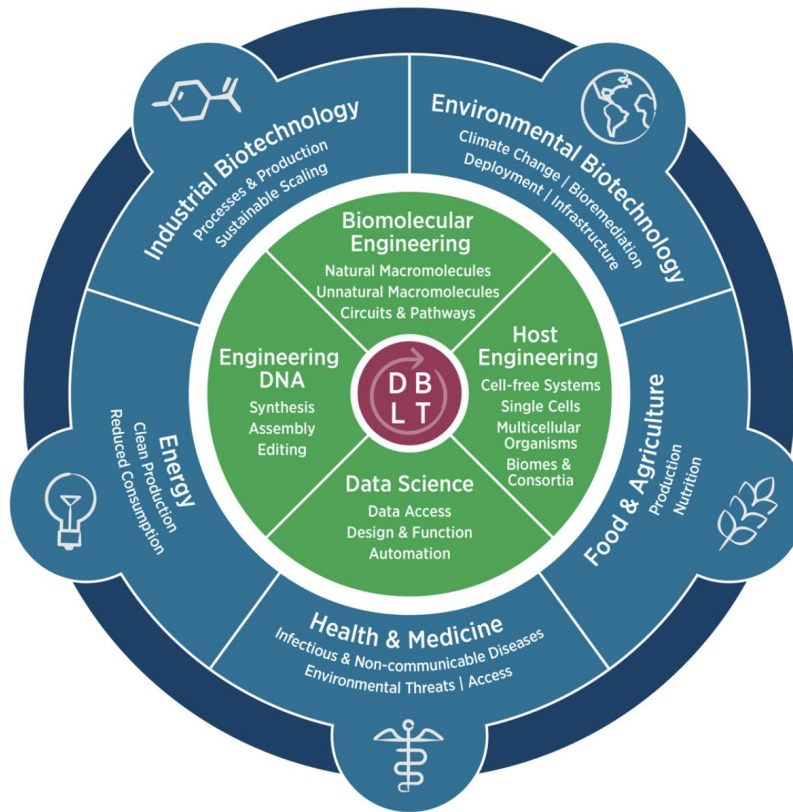 Industrial Biotechnology
Processes & Production
Sustainable Scaling
Environmental Biotechnology
Climate Change | Bioremediation
Deployment | Infrastructure
Biomolecular
Engineering
Natural Macromolecules
Unnatural Macromolecules
Circuits & Pathways
Engineering
DNA
Synthesis
Assembly
Editing
D B
L T
Host
Engineering
Cell-free Systems
Single Cells
Multicellular
Organisms
Biomes &
Consortia
Data Science
Data Access
Design & Function
Automation
Energy
Clean Production
Reduced Consumption
Food & Agriculture
Production
Nutrition
Health & Medicine
Infectious & Non-communicable Diseases
Environmental Threats | Access